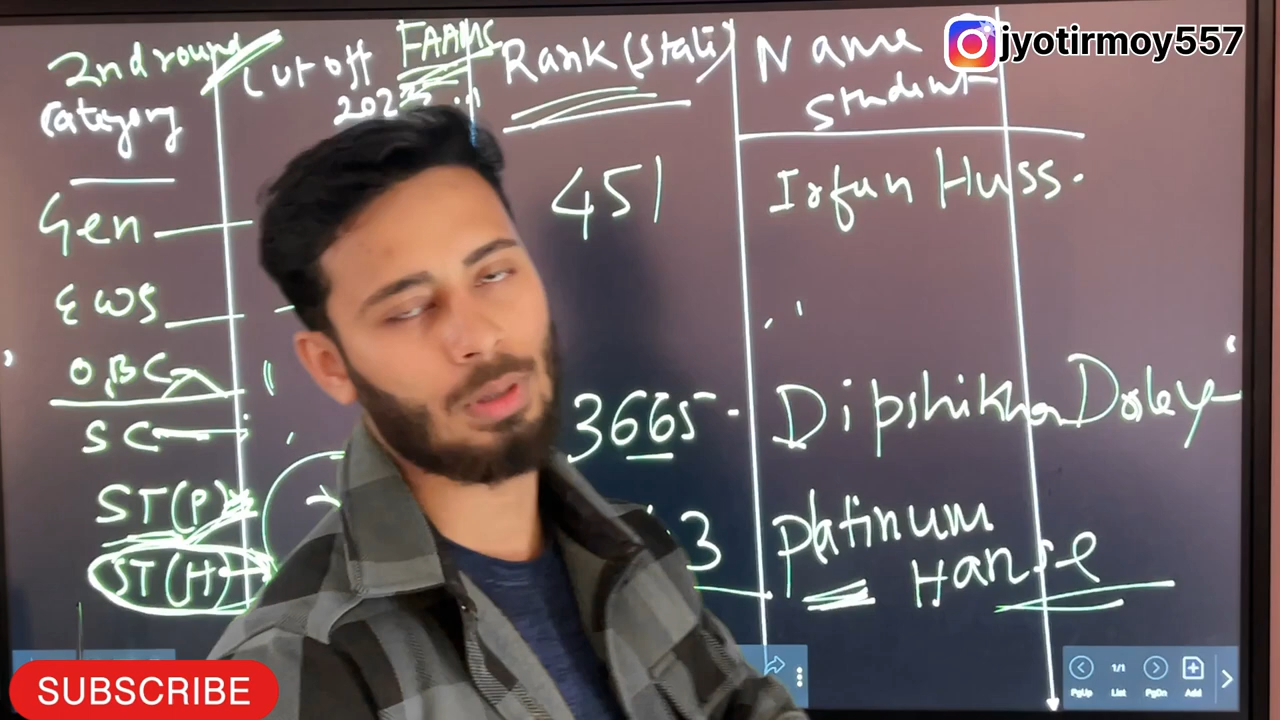 jyotirmoy557
2nd round
Category
Cut off FAAMS
Rank (State)
Name
Student
Gen
451
Irfan Huss.
EWS
"
OBC
SC
3665
Dipshikha Doley
ST(P)
ST(H)
3
Platinum
Hanse
SUBSCRIBE
1/1
PgUp
List
PgDn
Add